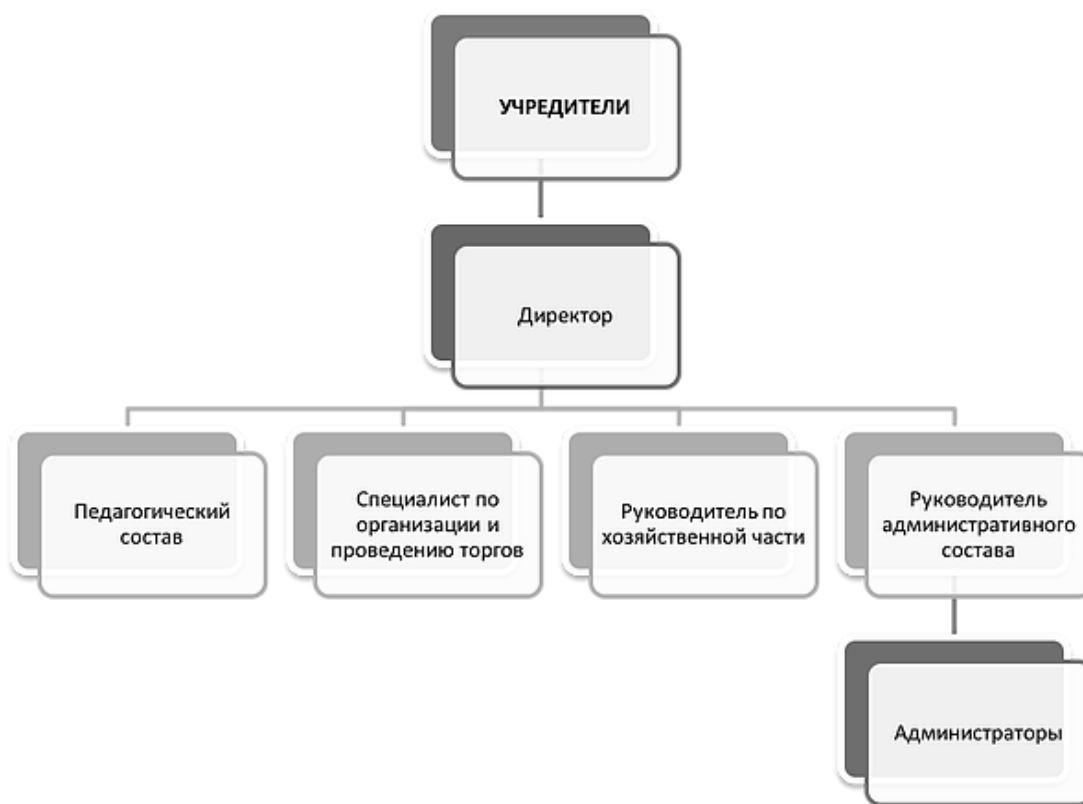 УЧРЕДИТЕЛИ
Директор
Педагогический
состав
Специалист по
организации и
проведению торгов
Руководитель по
хозяйственной части
Руководитель
административного
состава
Администраторы